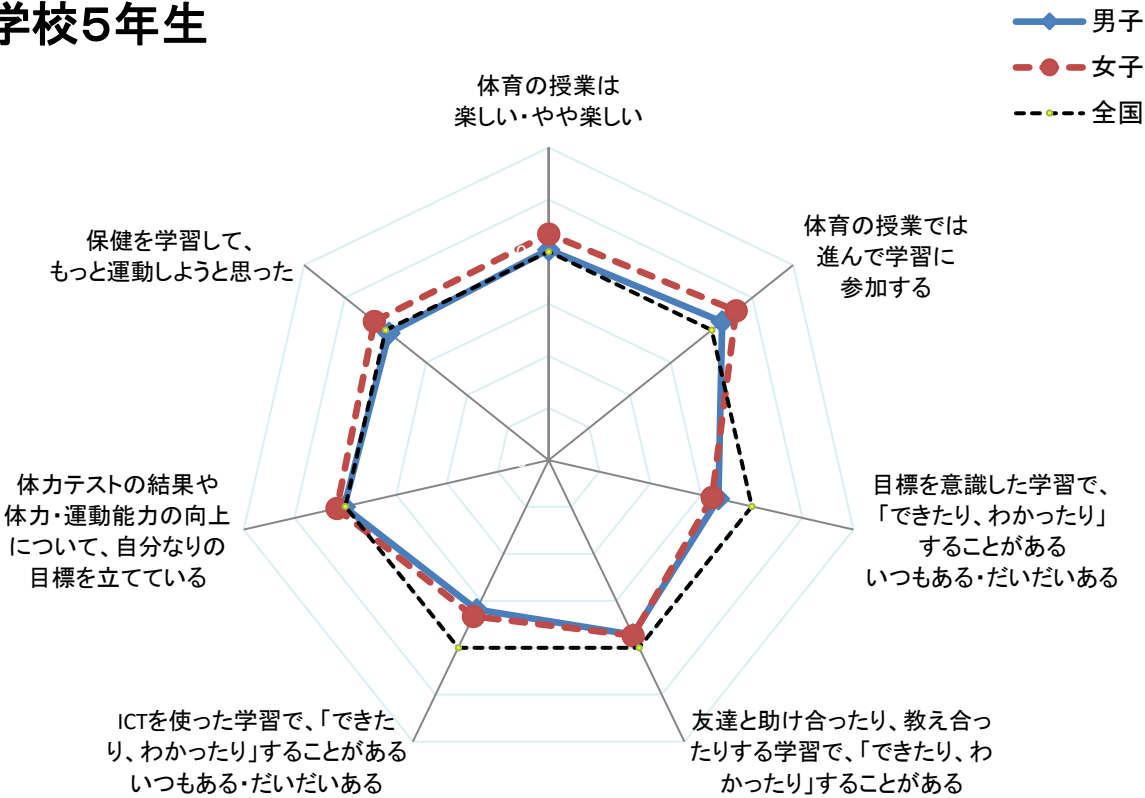 学校５年生
男子
女子
全国
体育の授業は
楽しい・やや楽しい
体育の授業では
進んで学習に
参加する
目標を意識した学習で、
「できたり、わかったり」
することがある
いつもある・だいだいある
友達と助け合ったり、教え合っ
たりする学習で、「できたり、わ
かったり」することがある
ICTを使った学習で、「できた
り、わかったり」することがある
いつもある・だいだいある
体力テストの結果や
体力・運動能力の向上
について、自分なりの
目標を立てている
保健を学習して、
もっと運動しようと思った